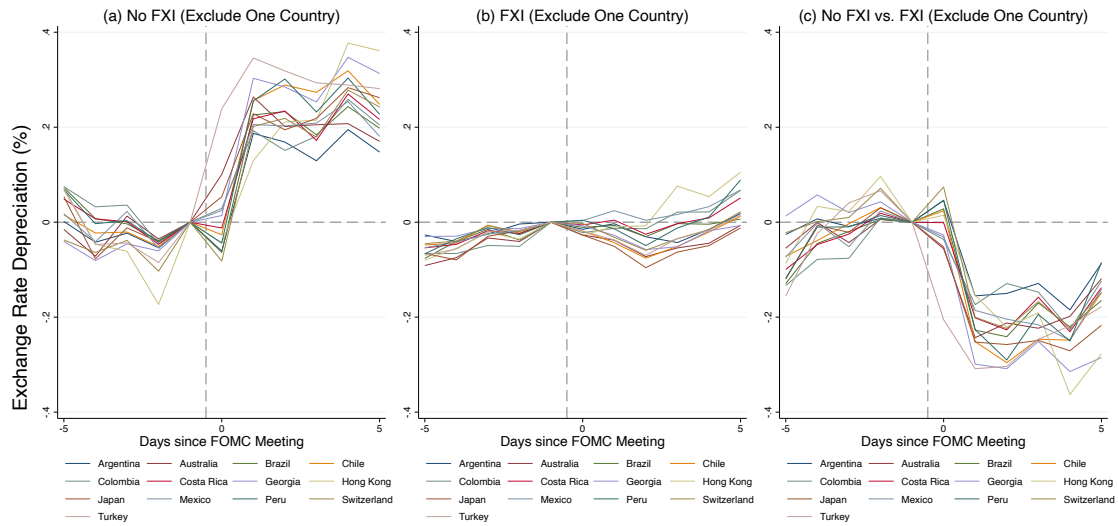 (a) No FXI (Exclude One Country)
(b) FXI (Exclude One Country)
(c) No FXI vs. FXI (Exclude One Country)
Exchange Rate Depreciation (%)
.4
.2
0
-.2
-.4
-5
0
5
Days since FOMC Meeting
.4
.2
0
-.2
-.4
-5
0
5
Days since FOMC Meeting
.4
.2
0
-.2
-.4
-5
0
5
Days since FOMC Meeting
Argentina Australia Brazil Chile
Colombia Costa Rica Georgia Hong Kong
Japan Mexico Peru Switzerland
Turkey
Argentina Australia Brazil Chile
Colombia Costa Rica Georgia Hong Kong
Japan Mexico Peru Switzerland
Turkey
Argentina Australia Brazil Chile
Colombia Costa Rica Georgia Hong Kong
Japan Mexico Peru Switzerland
Turkey